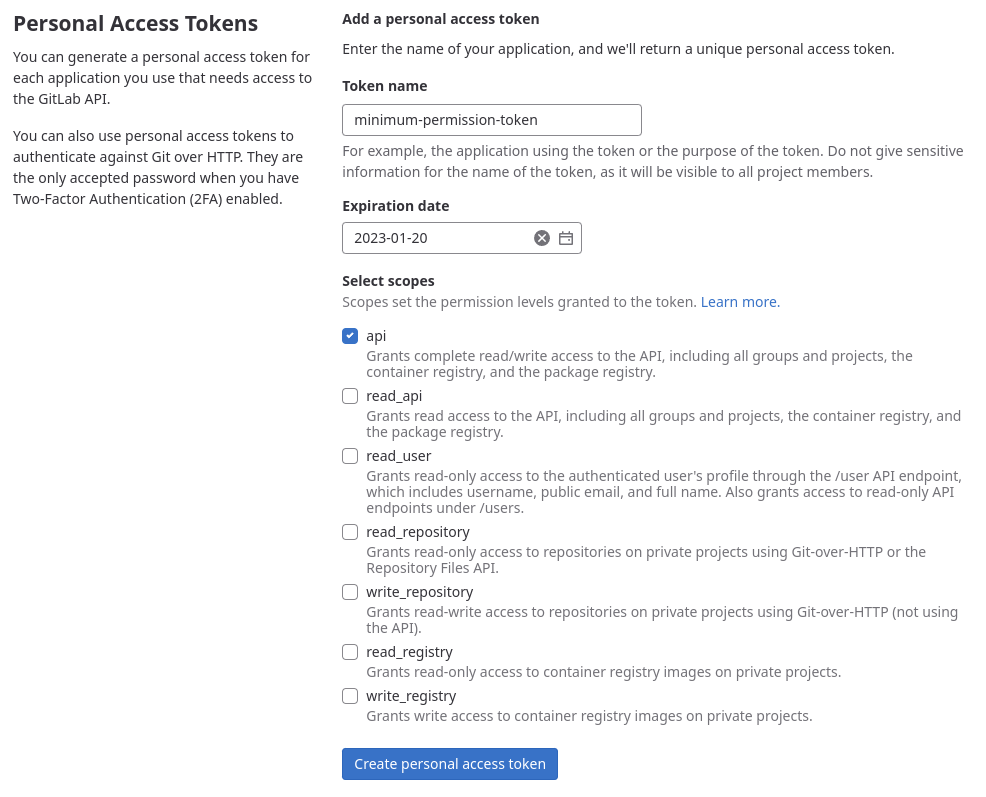 Personal Access Tokens
You can generate a personal access token for
each application you use that needs access to
the GitLab API.
You can also use personal access tokens to
authenticate against Git over HTTP. They are
the only accepted password when you have
Two-Factor Authentication (2FA) enabled.
Add a personal access token
Enter the name of your application, and we'll return a unique personal access token.
Token name
minimum-permission-token
For example, the application using the token or the purpose of the token. Do not give sensitive
information for the name of the token, as it will be visible to all project members.
Expiration date
2023-01-20
Select scopes
Scopes set the permission levels granted to the token. Learn more.
api
Grants complete read/write access to the API, including all groups and projects, the
container registry, and the package registry.
read_api
Grants read access to the API, including all groups and projects, the container registry, and
the package registry.
read_user
Grants read-only access to the authenticated user's profile through the /user API endpoint,
which includes username, public email, and full name. Also grants access to read-only API
endpoints under /users.
read_repository
Grants read-only access to repositories on private projects using Git-over-HTTP or the
Repository Files API.
write_repository
Grants read-write access to repositories on private projects using Git-over-HTTP (not using
the API).
read_registry
Grants read-only access to container registry images on private projects.
write_registry
Grants write access to container registry images on private projects.
Create personal access token